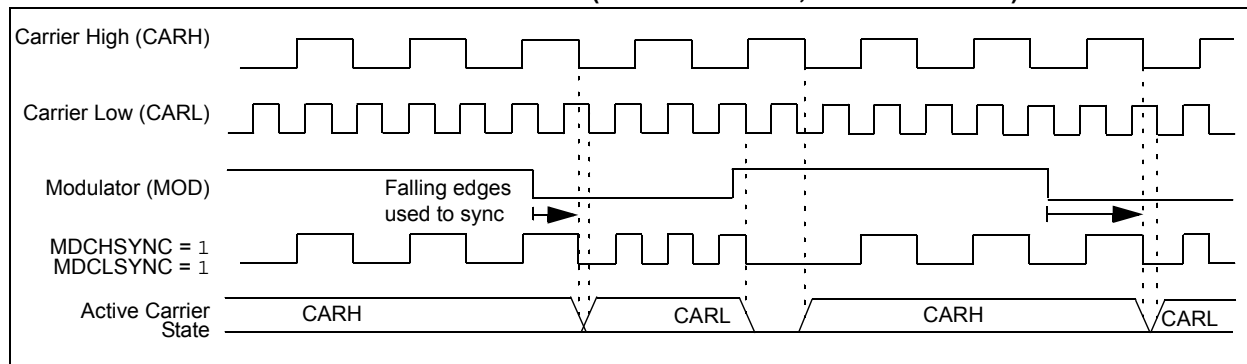 Carrier High (CARH)
Carrier Low (CARL)
Modulator (MOD)
Falling edges
used to sync
MDCHSYNC = 1
MDCLSYNC = 1
Active Carrier
State
CARH
CARL
CARH
CARL